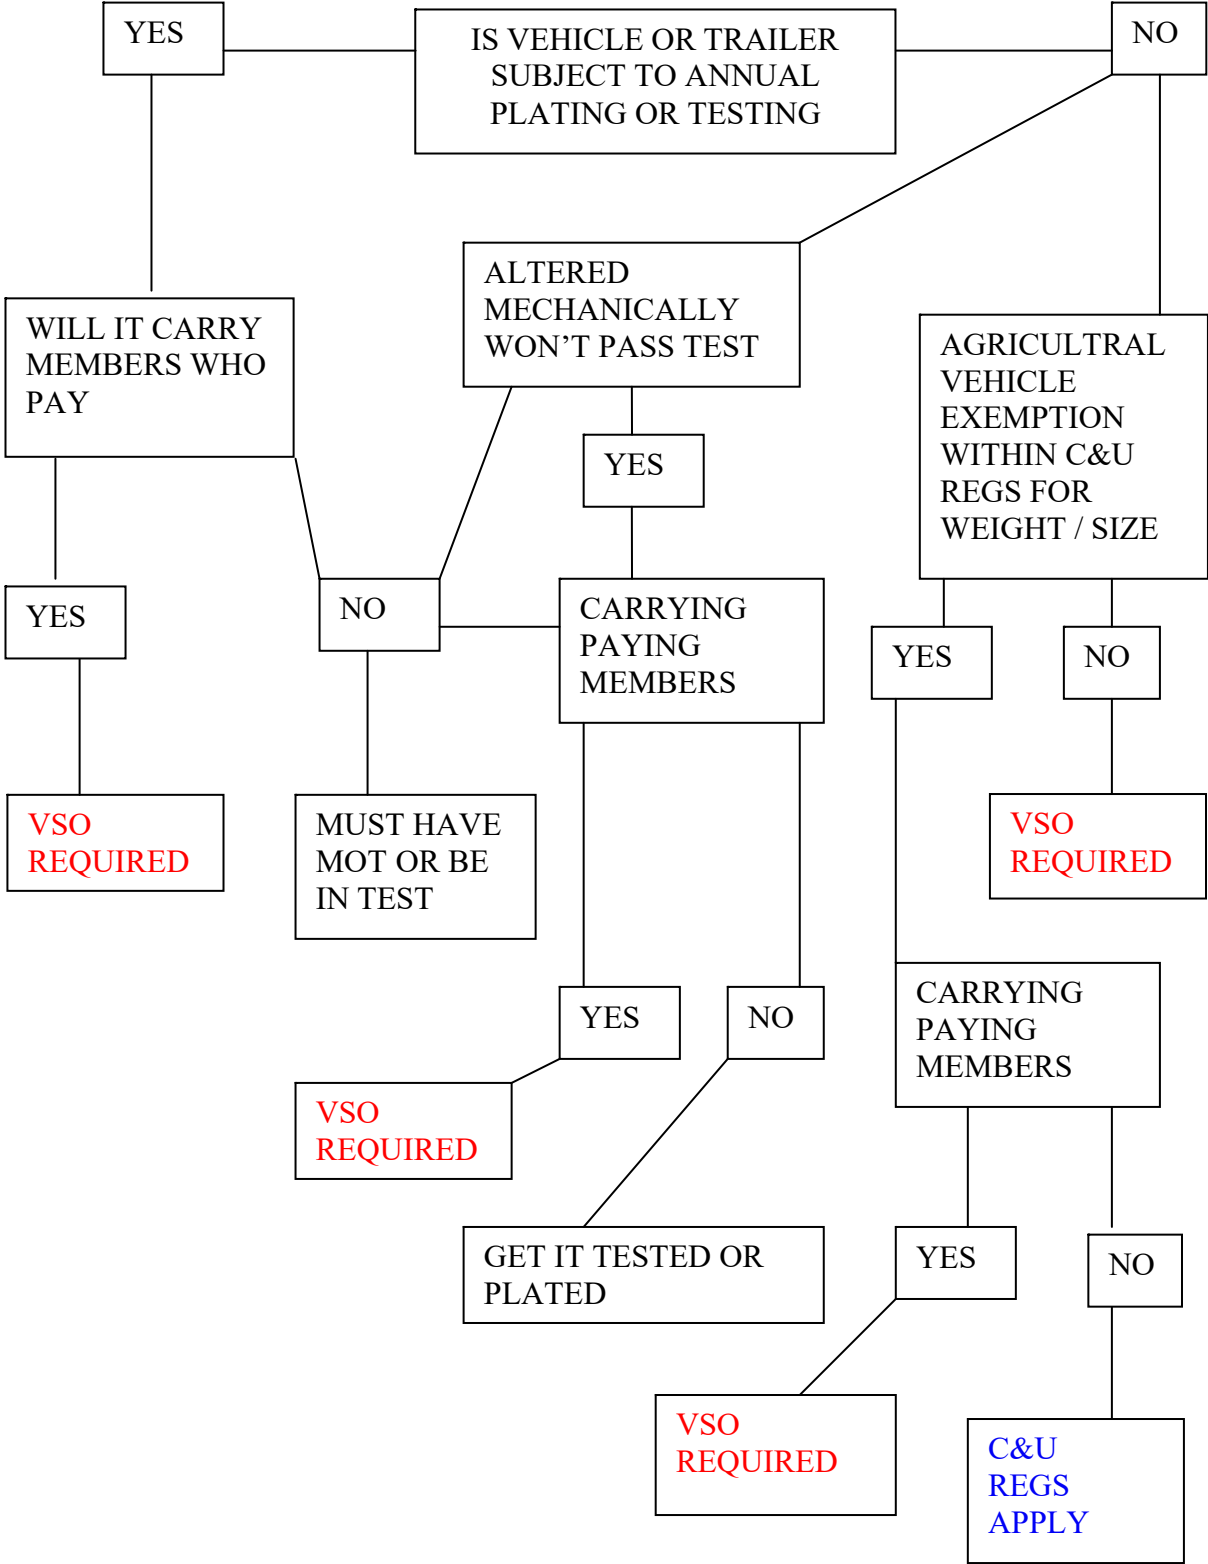 YES
IS VEHICLE OR TRAILER
SUBJECT TO ANNUAL
PLATING OR TESTING
NO
ALTERED
MECHANICALLY
WON’T PASS TEST
WILL IT CARRY
MEMBERS WHO
PAY
AGRICULTRAL
VEHICLE
EXEMPTION
WITHIN C&U
REGS FOR
WEIGHT / SIZE
YES
YES
NO
CARRYING
PAYING
MEMBERS
YES
NO
VSO
REQUIRED
MUST HAVE
MOT OR BE
IN TEST
VSO
REQUIRED
YES
NO
CARRYING
PAYING
MEMBERS
VSO
REQUIRED
GET IT TESTED OR
PLATED
YES
NO
VSO
REQUIRED
C&U
REGS
APPLY